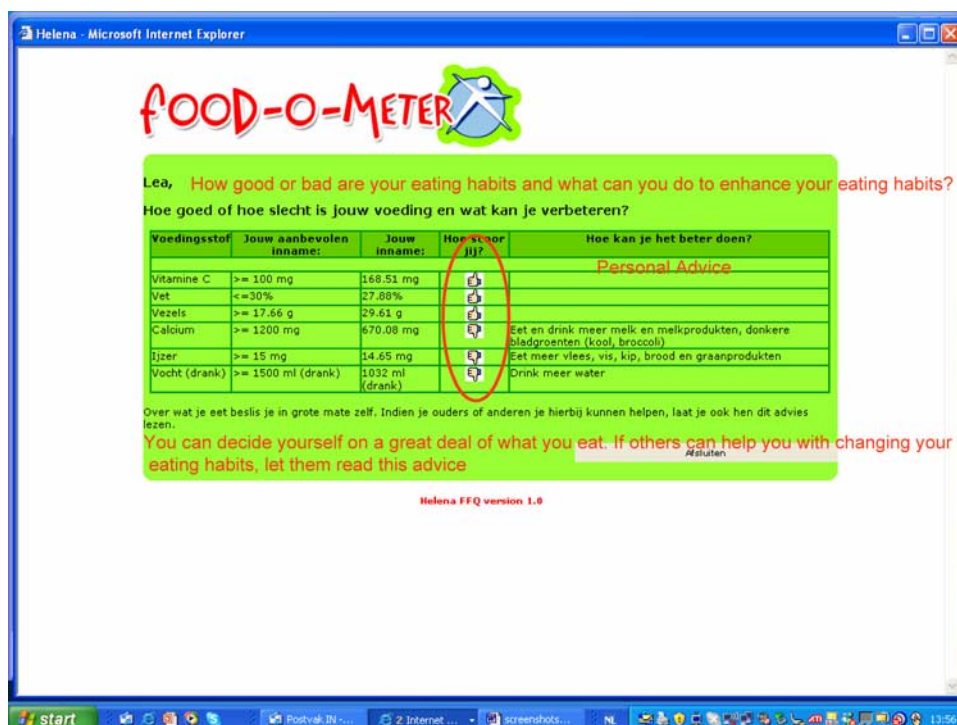 Helena - Microsoft Internet Explorer
FOOD-O-METER
Lea, How good or bad are your eating habits and what can you do to enhance your eating habits?
Hoe goed of hoe slecht is jouw voeding en wat kan je verbeteren?
Voedingsstof Jouw aanbevolen inname: Jouw inname: Hoe scoor jij? Hoe kan je het beter doen?
Personal Advice
Vitamine C >= 100 mg 168.51 mg
Vet <=30% 27.88%
Vezels >= 17.66 g 29.61 g
Calcium >= 1200 mg 670.08 mg Eet en drink meer melk en melkprodukten, donkere
bladgroenten (kool, broccoli)
Ijzer >= 15 mg 14.65 mg Eet meer vlees, vis, kip, brood en graanprodukten
Vocht (drank) >= 1500 ml (drank) 1032 ml (drank) Drink meer water
Over wat je eet beslis je in grote mate zelf. Indien je ouders of anderen je hierbij kunnen helpen, laat je ook hen dit advies
lezen.
You can decide yourself on a great deal of what you eat. If others can help you with changing your
eating habits, let them read this advice
Afsluiten
Helena FFQ version 1.0
start Postvak IN -... 2 Internet ... screenshots... NL 13:56